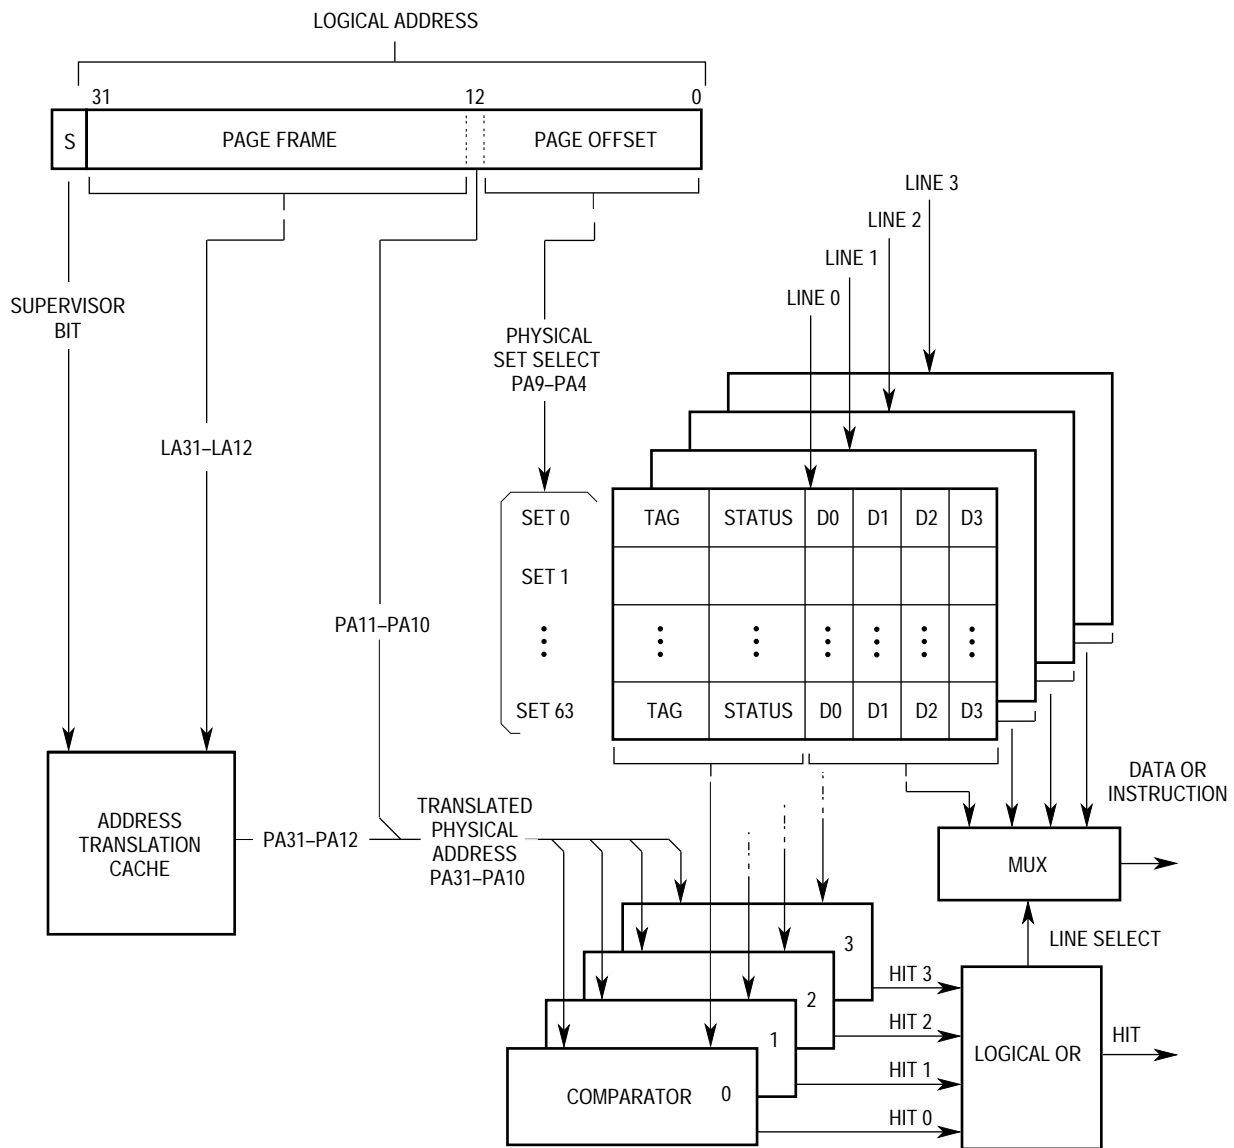 LOGICAL ADDRESS
31 12 0
S PAGE FRAME PAGE OFFSET
LINE 3
LINE 2
LINE 1
LINE 0
SUPERVISOR
BIT
PHYSICAL
SET SELECT
PA9–PA4
LA31–LA12
PA11–PA10
SET 0 TAG STATUS D0 D1 D2 D3
SET 1
SET 63 TAG STATUS D0 D1 D2 D3
ADDRESS
TRANSLATION
CACHE
PA31–PA12
TRANSLATED
PHYSICAL
ADDRESS
PA31–PA10
DATA OR
INSTRUCTION
MUX
LINE SELECT
3
2
1
COMPARATOR 0
HIT 3
HIT 2
HIT 1
HIT 0
LOGICAL OR
HIT